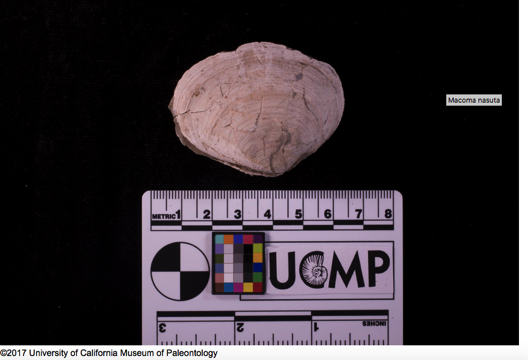 Macoma nasuta
METRIC 1 2 3 4 5 6 7 8
UCMP
3 2 1 INCHES
©2017 University of California Museum of Paleontology